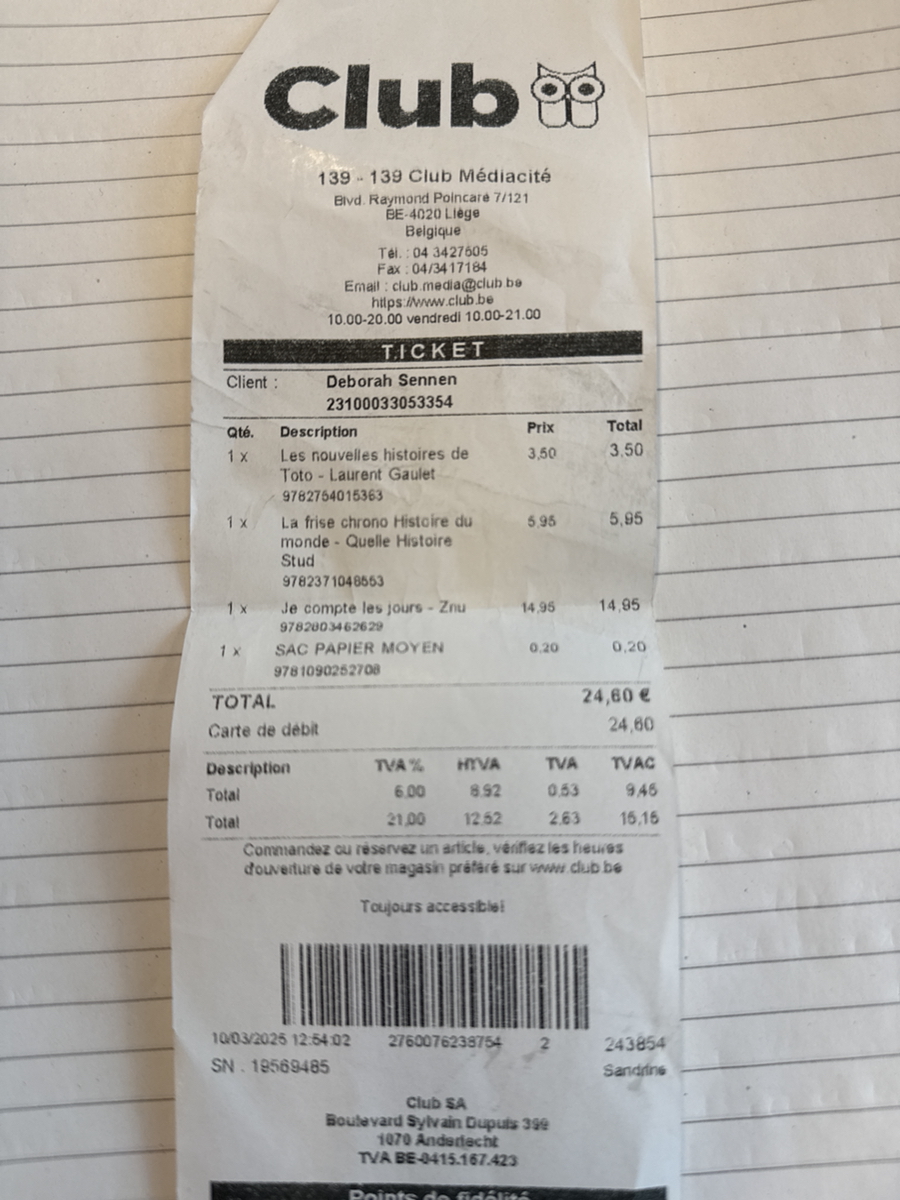 Club
139 - 139 Club Médiacité
Blvd. Raymond Poincaré 7/121
BE-4020 Liège
Belgique
Tél. : 04 3427605
Fax : 04/3417184
Email : club.media@club.be
https://www.club.be
10.00-20.00 vendredi 10.00-21.00
TICKET
Client : Deborah Sennen
23100033053354
Qté. Description Prix Total
1 x Les nouvelles histoires de 3,50 3,50
Toto - Laurent Gaulet
9782754015363
1 x La frise chrono Histoire du 5,95 5,95
monde - Quelle Histoire
Stud
9782371048553
1 x Je compte les jours - Znu 14,95 14,95
9782803462629
1 x SAC PAPIER MOYEN 0,20 0,20
9781090252708
TOTAL 24,60 €
Carte de débit 24,60
Description TVA % HTVA TVA TVAC
Total 6,00 8,92 0,53 9,45
Total 21,00 12,52 2,63 15,15
Commandez ou réservez un article, vérifiez les heures
d'ouverture de votre magasin préféré sur www.club.be
Toujours accessible!
10/03/2025 12:54:02 2760076238754 2 243854
SN . 19569485 Sandrine
Club SA
Boulevard Sylvain Dupuis 399
1070 Anderlecht
TVA BE-0415.167.423
Points de fidélité